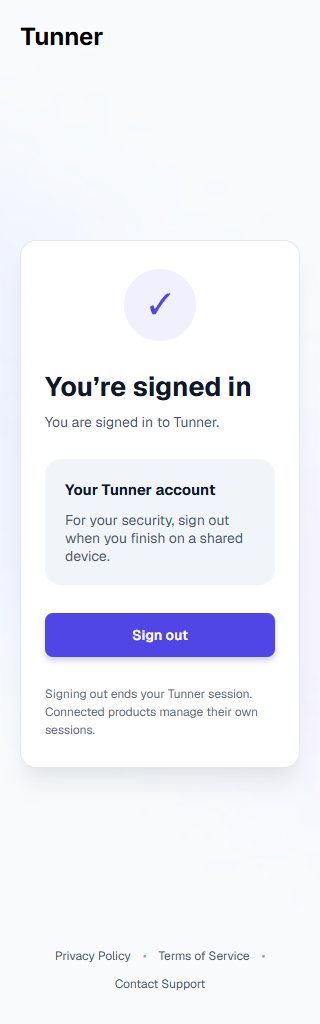 Tunner
✓
You’re signed in
You are signed in to Tunner.
Your Tunner account
For your security, sign out
when you finish on a shared
device.
Sign out
Signing out ends your Tunner session.
Connected products manage their own
sessions.
Privacy Policy • Terms of Service •
Contact Support